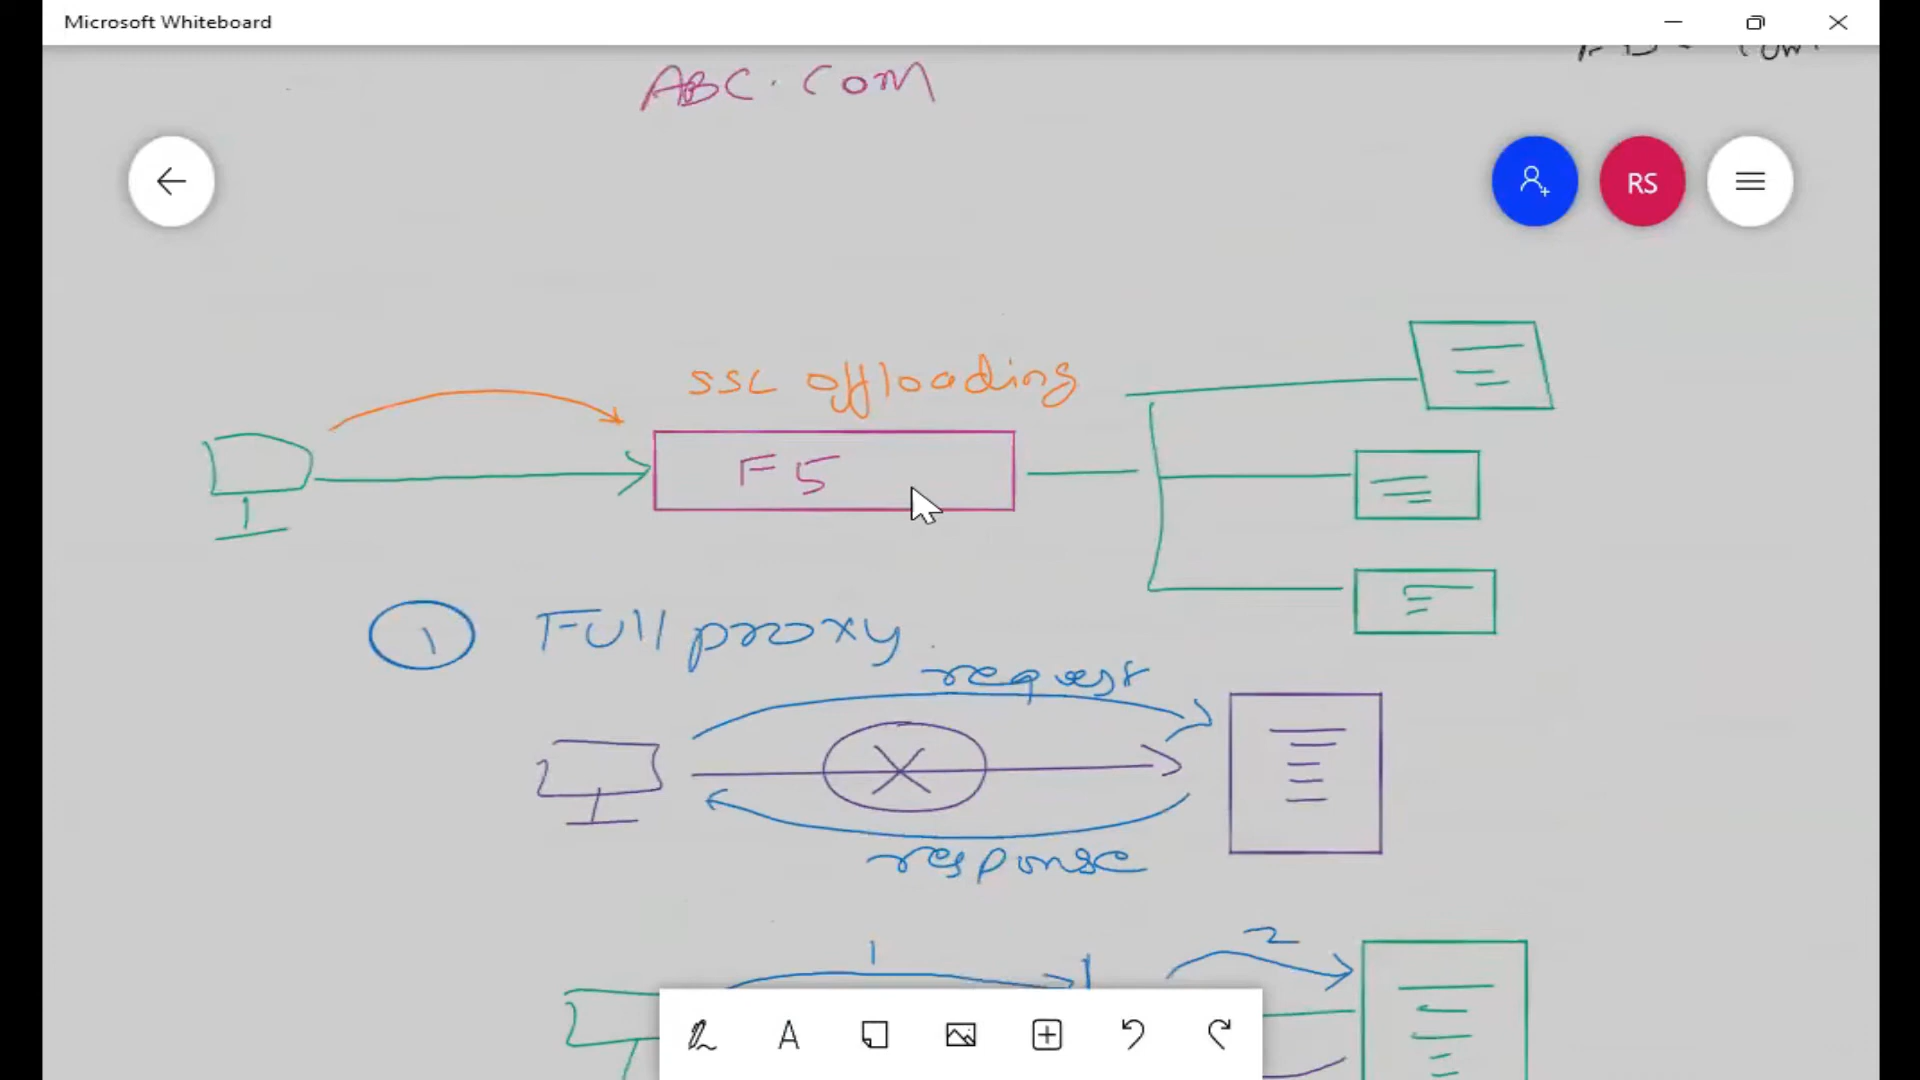 Microsoft Whiteboard
ABC.COM
RS
SSL offloading
F5
1 Full proxy
request
response
1
2